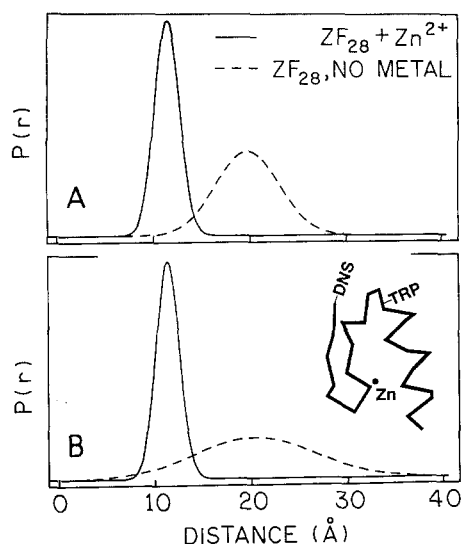 ZF28 + Zn2+
ZF28, NO METAL
P(r)
A
DNS
TRP
Zn
P(r)
B
0 10 20 30 40
DISTANCE (Å)